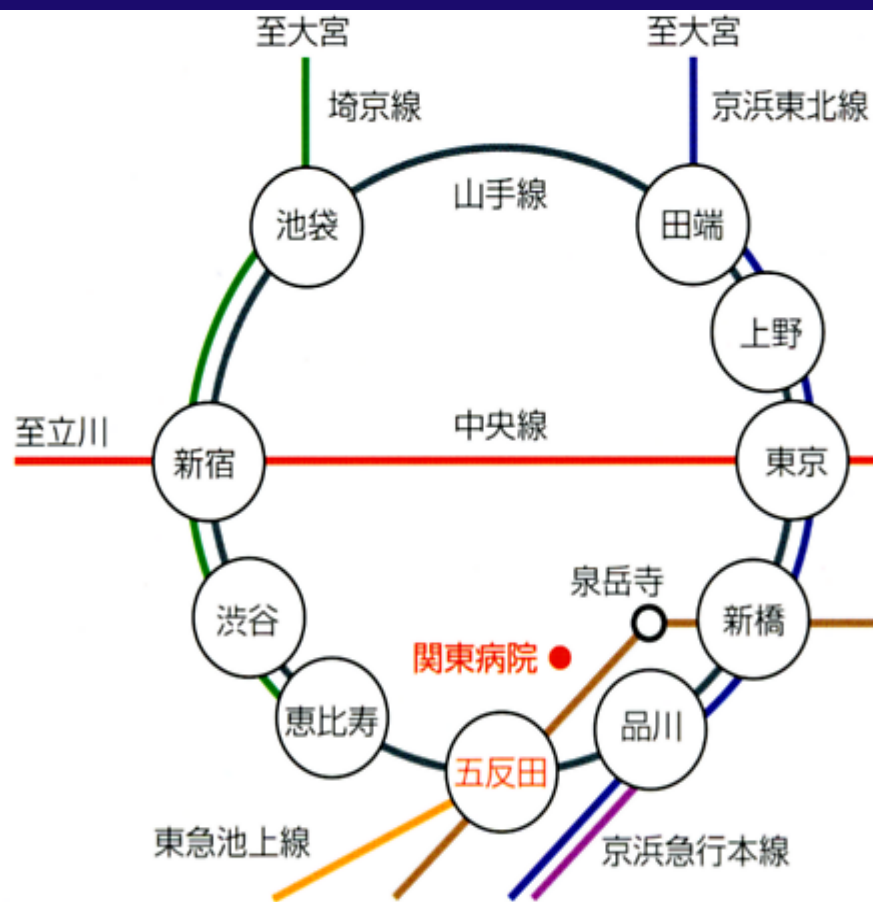 至大宮
至大宮
埼京線
京浜東北線
山手線
池袋
田端
上野
至立川
中央線
新宿
東京
泉岳寺
渋谷
新橋
関東病院
恵比寿
品川
五反田
東急池上線
京浜急行本線